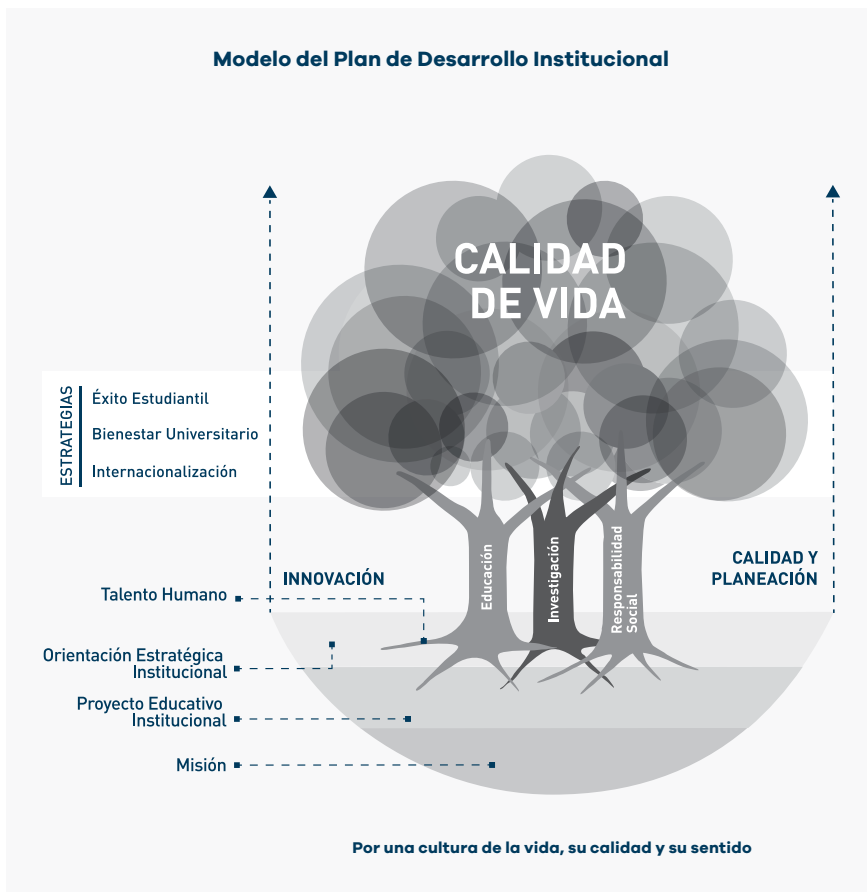 Modelo del Plan de Desarrollo Institucional
CALIDAD
DE VIDA
ESTRATEGIAS
Éxito Estudiantil
Bienestar Universitario
Internacionalización
Educación
Investigación
Responsabilidad
Social
INNOVACIÓN
CALIDAD Y
PLANEACIÓN
Talento Humano
Orientación Estratégica
Institucional
Proyecto Educativo
Institucional
Misión
Por una cultura de la vida, su calidad y su sentido